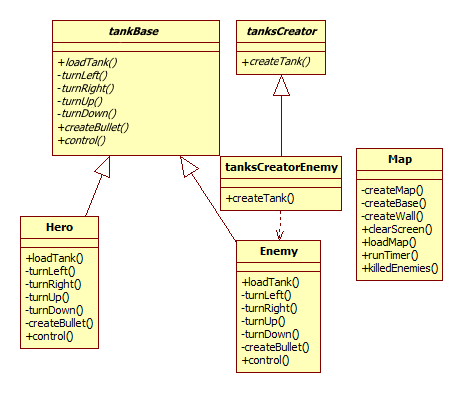 tankBase
+loadTank()
-turnLeft()
-turnRight()
-turnUp()
-turnDown()
+createBullet()
+control()
tanksCreator
+createTank()
tanksCreatorEnemy
+createTank()
Map
-createMap()
-createBase()
-createWall()
+clearScreen()
+loadMap()
+runTimer()
+killedEnemies()
Hero
+loadTank()
-turnLeft()
-turnRight()
-turnUp()
-turnDown()
-createBullet()
+control()
Enemy
+loadTank()
-turnLeft()
-turnRight()
-turnUp()
-turnDown()
-createBullet()
+control()